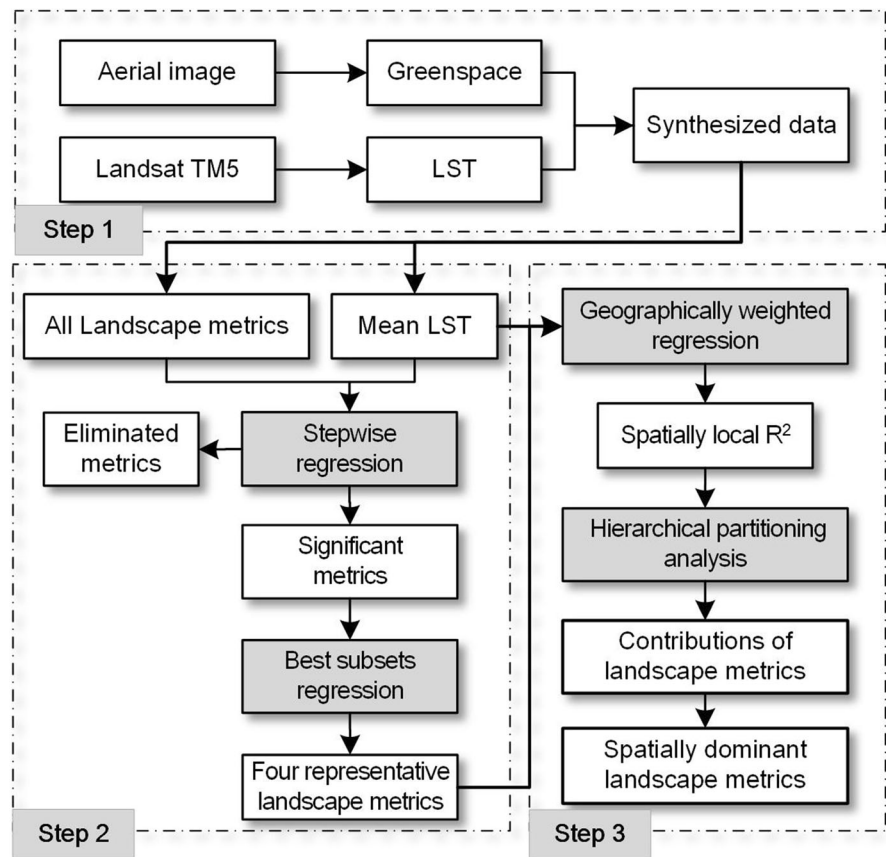 Aerial image
Greenspace
Synthesized data
Landsat TM5
LST
Step 1
All Landscape metrics
Mean LST
Eliminated
metrics
Stepwise
regression
Significant
metrics
Best subsets
regression
Four representative
landscape metrics
Step 2
Geographically weighted
regression
Spatially local R²
Hierarchical partitioning
analysis
Contributions of
landscape metrics
Spatially dominant
landscape metrics
Step 3